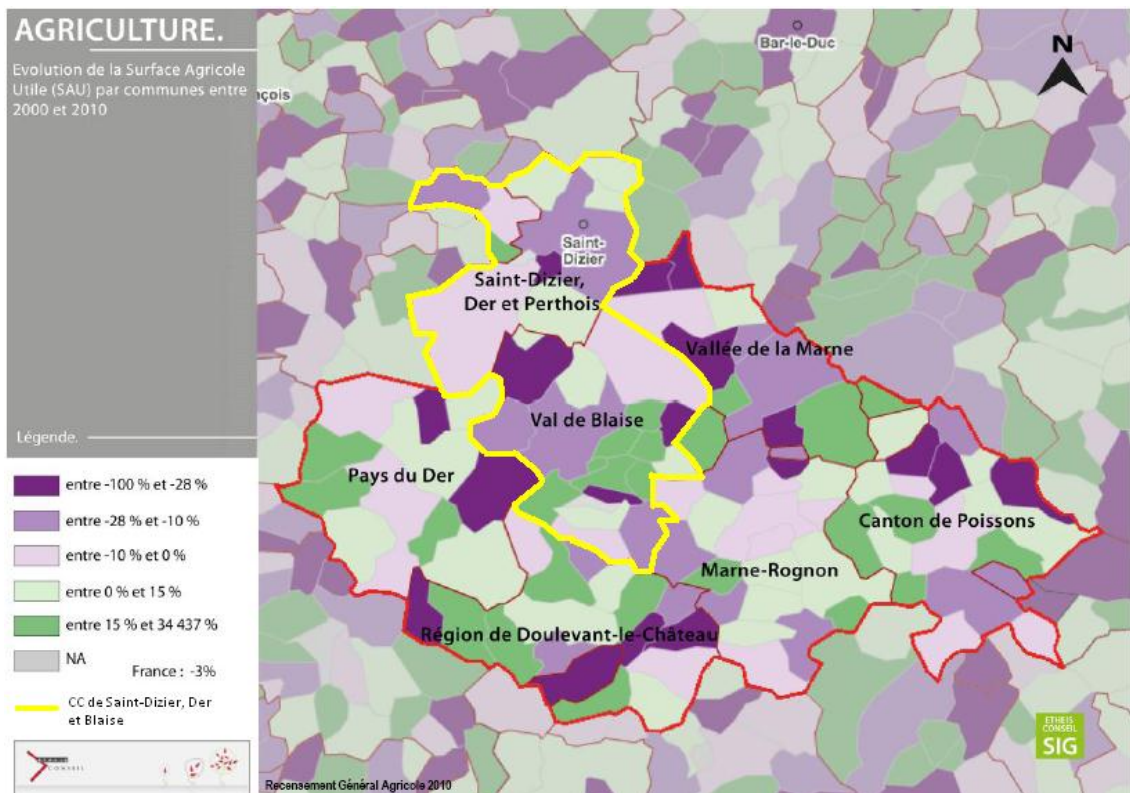 AGRICULTURE.
Evolution de la Surface Agricole
Utile (SAU) par communes entre
2000 et 2010
Légende.
entre -100 % et -28 %
entre -28 % et -10 %
entre -10 % et 0 %
entre 0 % et 15 %
entre 15 % et 34 437 %
NA
France : -3%
CC de Saint-Dizier, Der
et Blaise
CONSEIL
Bar-le-Duc
N
nçois
Saint-
Dizier
Saint-Dizier,
Der et Perthois
Vallée de la Marne
Val de Blaise
Pays du Der
Canton de Poissons
Marne-Rognon
Région de Doulevant-le-Château
ETHEIS
CONSEIL
SIG
Recensement Général Agricole 2010